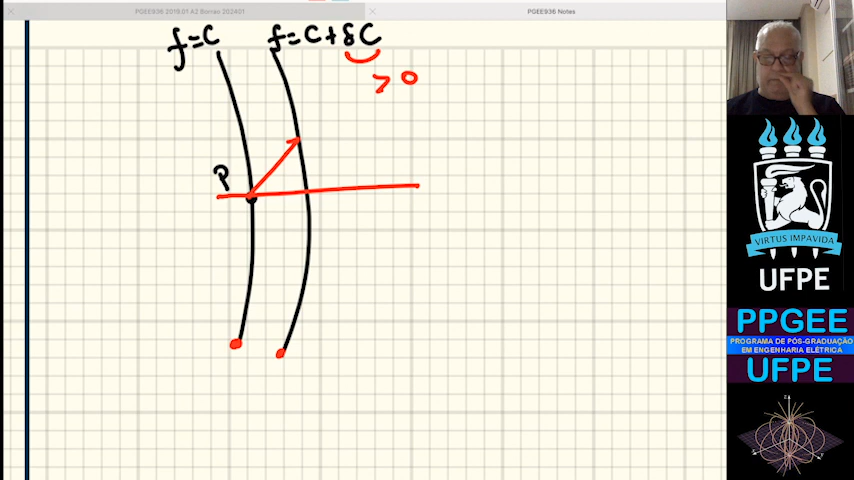 PGEE936 2019.01 A2 Borrax 202401
PGEE936 Notes
f=C
f=C+δC
>0
P
VIRTUS IMPAVIDA
UFPE
PPGEE
PROGRAMA DE PÓS-GRADUAÇÃO
EM ENGENHARIA ELÉTRICA
UFPE